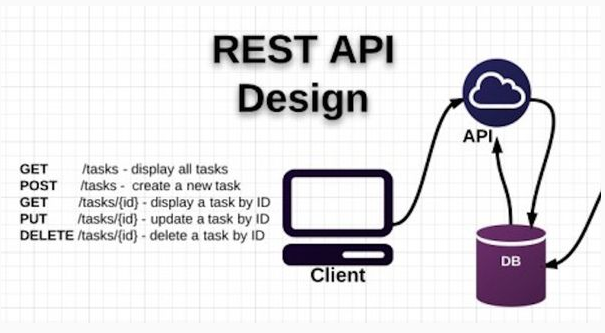 REST API
Design
API
GET /tasks - display all tasks
POST /tasks - create a new task
GET /tasks/{id} - display a task by ID
PUT /tasks/{id} - update a task by ID
DELETE /tasks/{id} - delete a task by ID
Client
DB